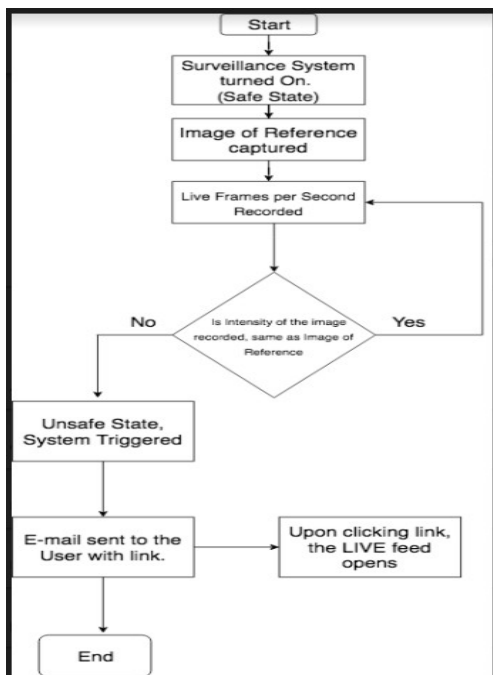 Start
Surveillance System
turned On.
(Safe State)
Image of Reference
captured
Live Frames per Second
Recorded
Is Intensity of the image
recorded, same as Image of
Reference
No
Yes
Unsafe State,
System Triggered
E-mail sent to the
User with link.
Upon clicking link,
the LIVE feed
opens
End